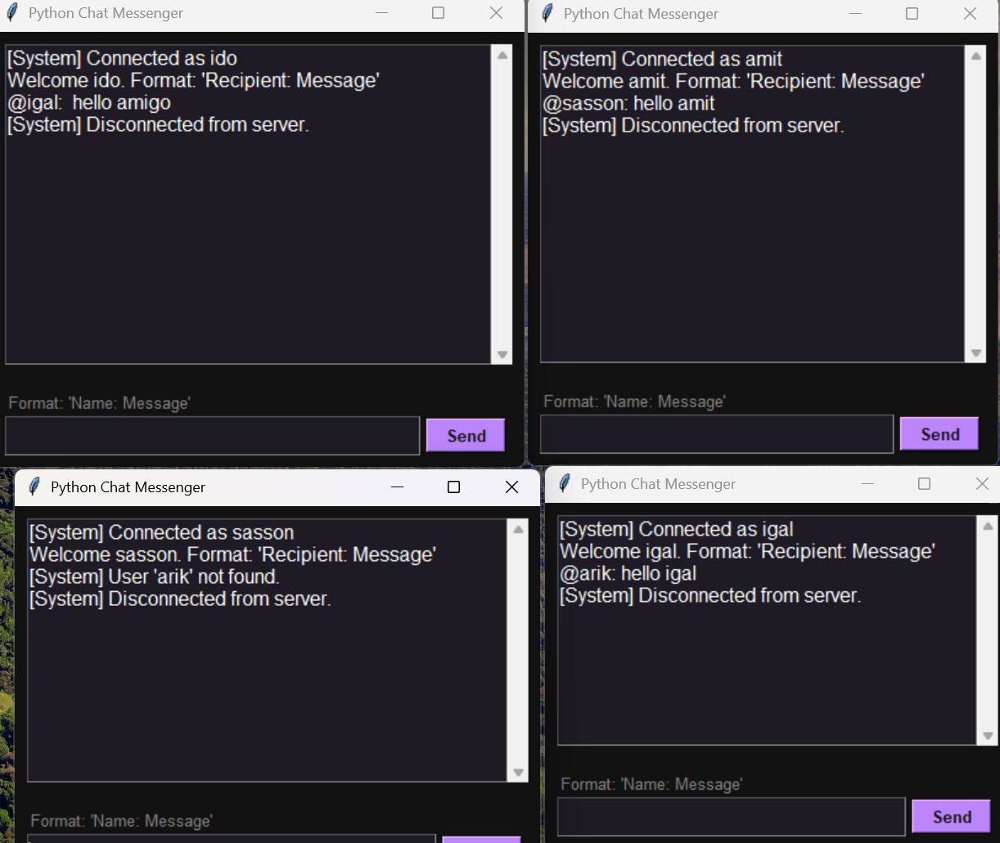 Python Chat Messenger
[System] Connected as ido
Welcome ido. Format: 'Recipient: Message'
@igal:  hello amigo
[System] Disconnected from server.
Format: 'Name: Message'
Send
Python Chat Messenger
[System] Connected as amit
Welcome amit. Format: 'Recipient: Message'
@sasson: hello amit
[System] Disconnected from server.
Format: 'Name: Message'
Send
Python Chat Messenger
[System] Connected as sasson
Welcome sasson. Format: 'Recipient: Message'
[System] User 'arik' not found.
[System] Disconnected from server.
Format: 'Name: Message'
Python Chat Messenger
[System] Connected as igal
Welcome igal. Format: 'Recipient: Message'
@arik: hello igal
[System] Disconnected from server.
Format: 'Name: Message'
Send